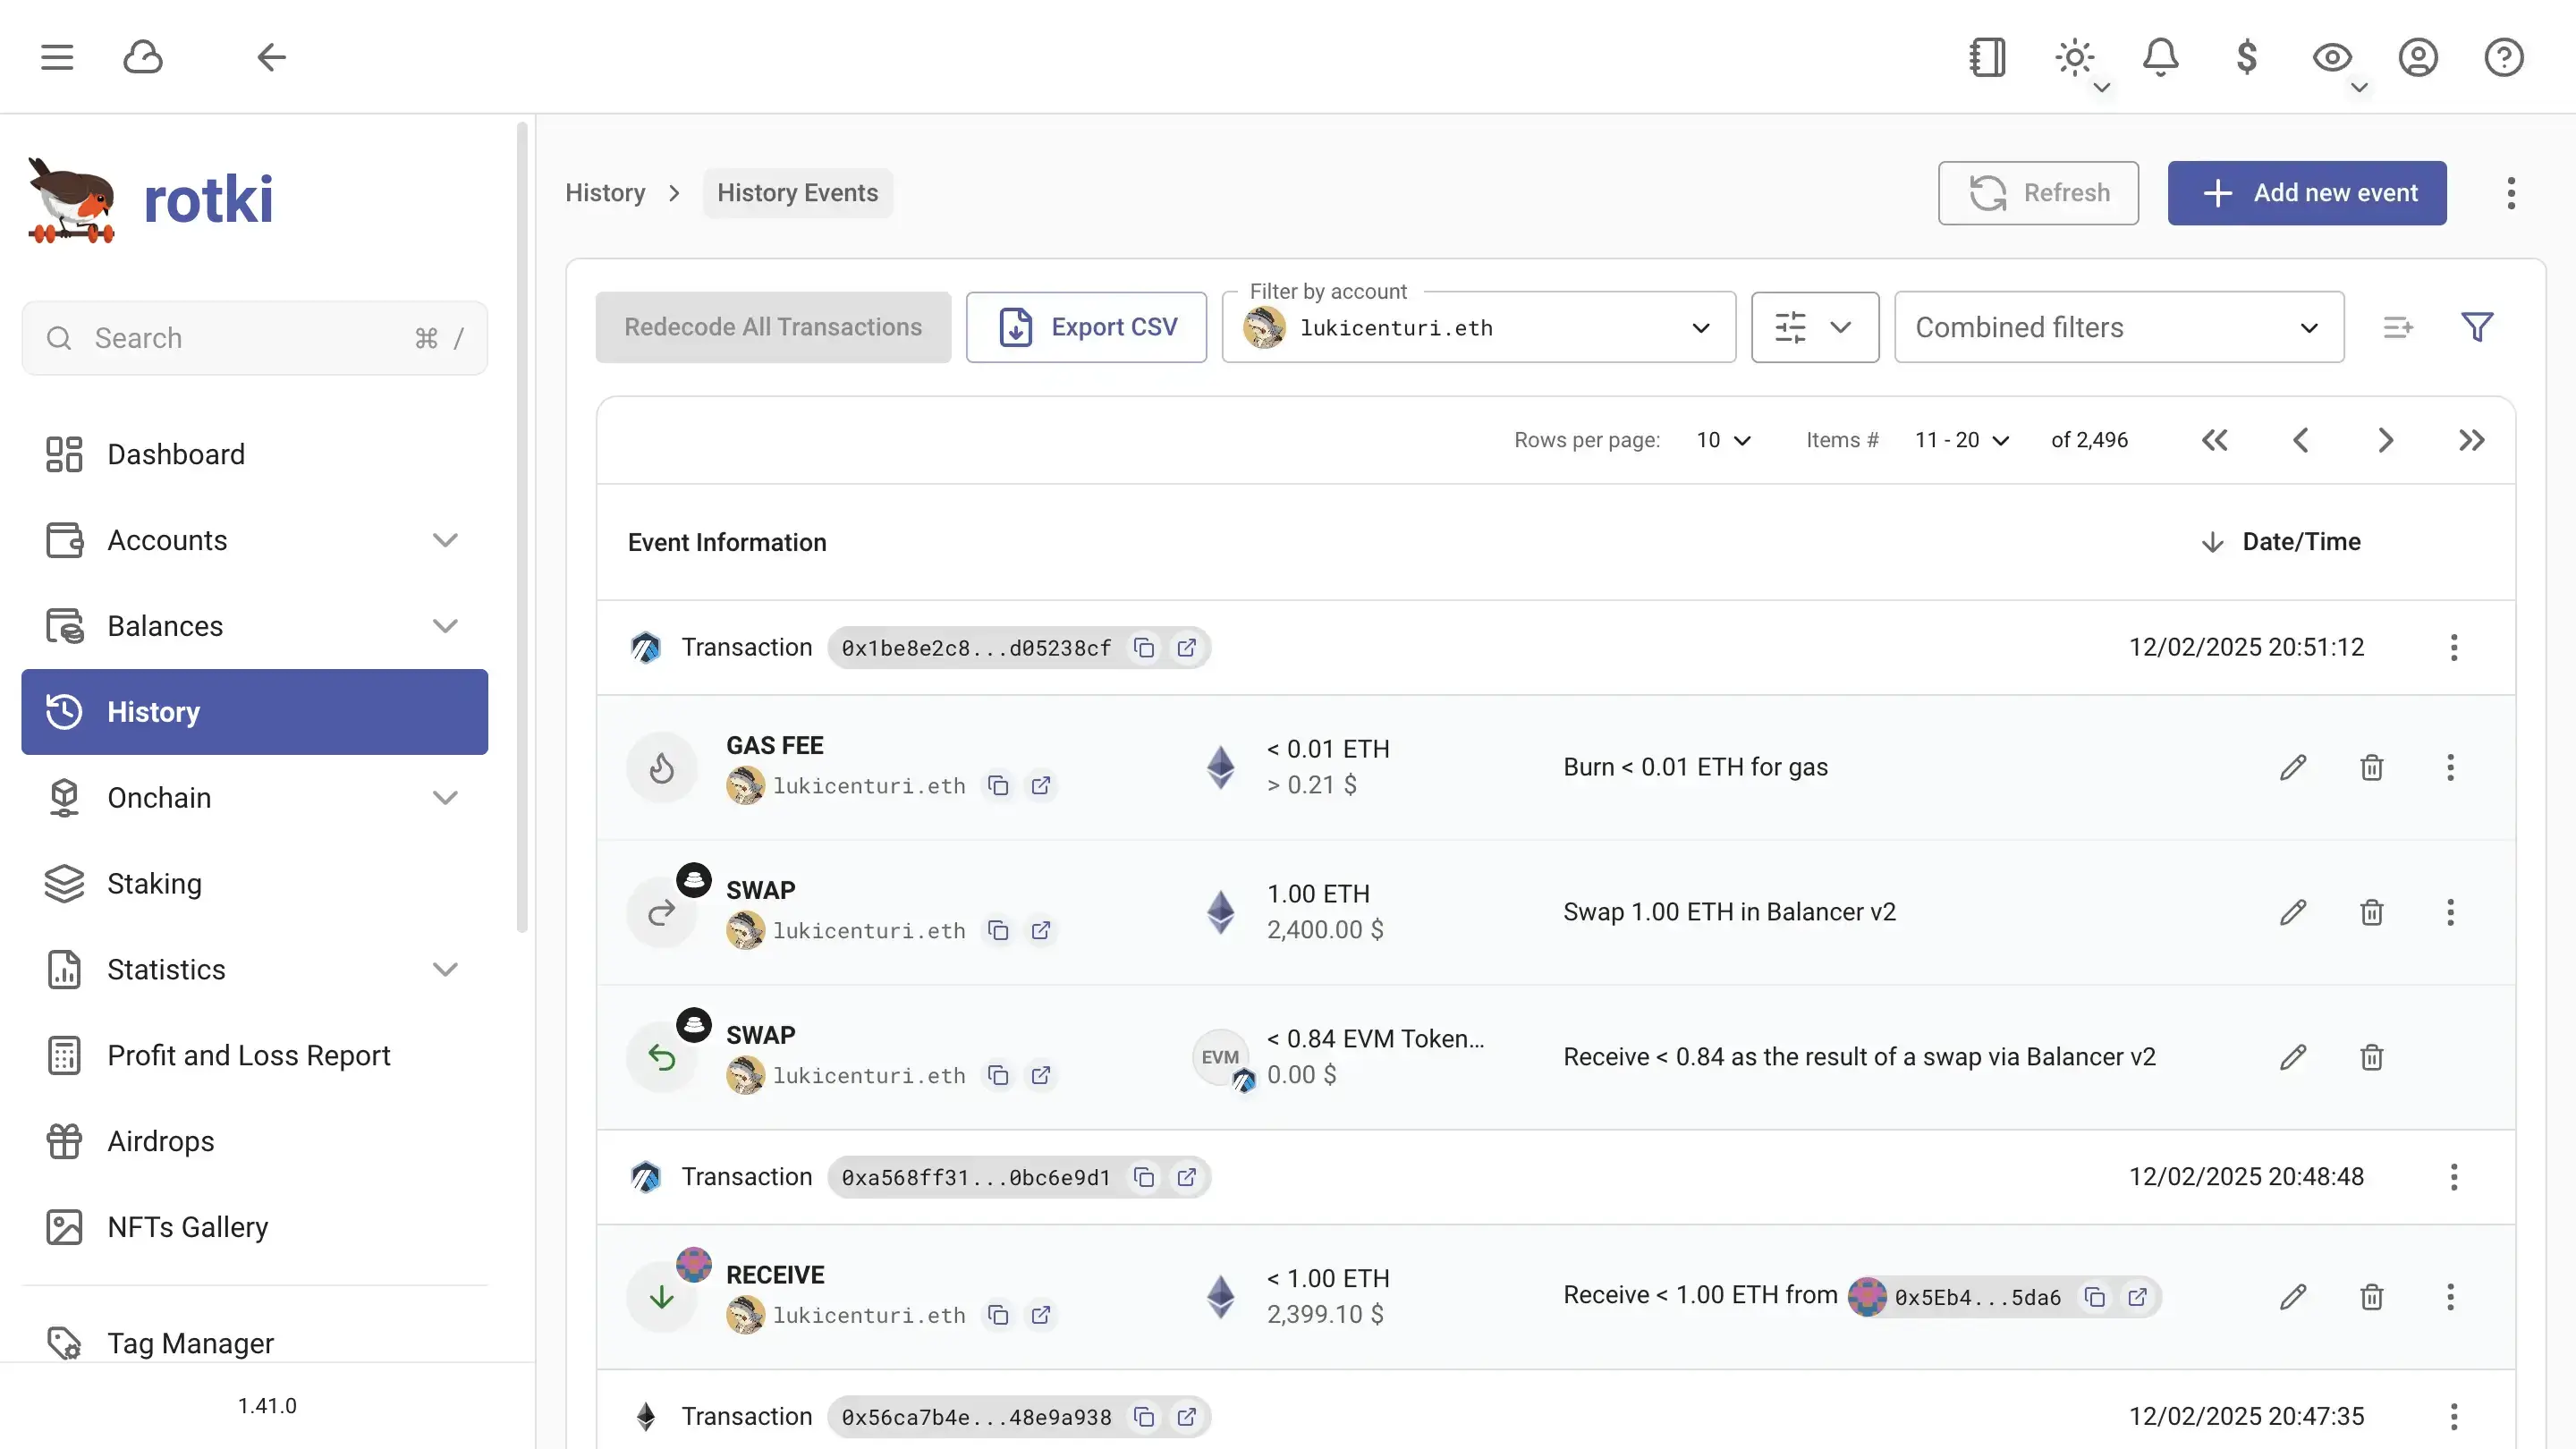 rotki
Search ⌘ /
Dashboard
Accounts
Balances
History
Onchain
Staking
Statistics
Profit and Loss Report
Airdrops
NFTs Gallery
Tag Manager
1.41.0
History > History Events
Refresh
Add new event
Redecode All Transactions
Export CSV
Filter by account
lukicenturi.eth
Combined filters
Rows per page: 10 Items # 11 - 20 of 2,496
Event Information
Date/Time
Transaction 0x1be8e2c8...d05238cf 12/02/2025 20:51:12
GAS FEE
lukicenturi.eth
< 0.01 ETH
> 0.21 $
Burn < 0.01 ETH for gas
SWAP
lukicenturi.eth
1.00 ETH
2,400.00 $
Swap 1.00 ETH in Balancer v2
SWAP
lukicenturi.eth
EVM
< 0.84 EVM Token...
0.00 $
Receive < 0.84 as the result of a swap via Balancer v2
Transaction 0xa568ff31...0bc6e9d1 12/02/2025 20:48:48
RECEIVE
lukicenturi.eth
< 1.00 ETH
2,399.10 $
Receive < 1.00 ETH from 0x5Eb4...5da6
Transaction 0x56ca7b4e...48e9a938 12/02/2025 20:47:35